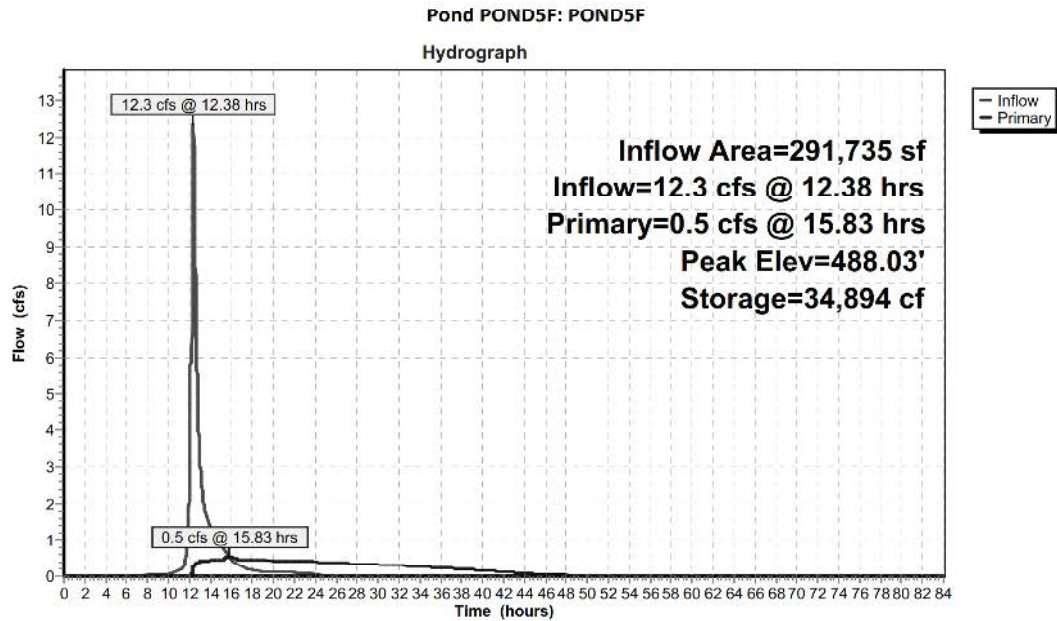 Pond POND5F: POND5F
Hydrograph
13
12
11
10
9
8
7
6
5
4
3
2
1
0
Flow (cfs)
12.3 cfs @ 12.38 hrs
0.5 cfs @ 15.83 hrs
Inflow Area=291,735 sf
Inflow=12.3 cfs @ 12.38 hrs
Primary=0.5 cfs @ 15.83 hrs
Peak Elev=488.03'
Storage=34,894 cf
Inflow
Primary
0 2 4 6 8 10 12 14 16 18 20 22 24 26 28 30 32 34 36 38 40 42 44 46 48 50 52 54 56 58 60 62 64 66 68 70 72 74 76 78 80 82 84
Time (hours)